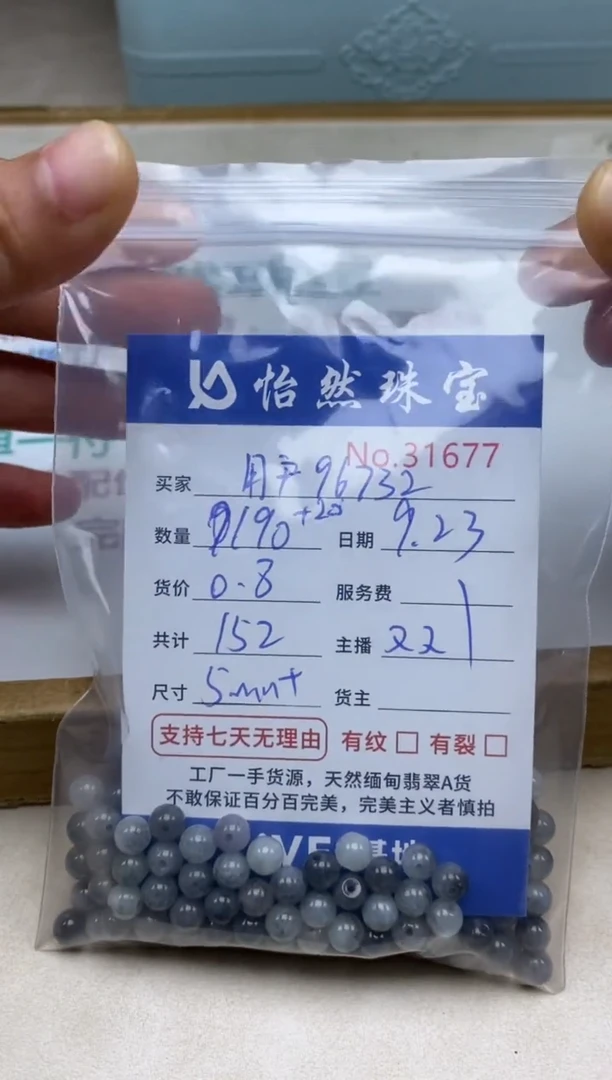 怡然珠宝
No.31677
买家 用户96732
数量 190+20 日期 9.23
货价 0.8 服务费
共计 152 主播 双双
尺寸 5mm+ 货主
支持七天无理由 有纹 □ 有裂 □
工厂一手货源，天然缅甸翡翠A货
不敢保证百分百完美，完美主义者慎拍
基地